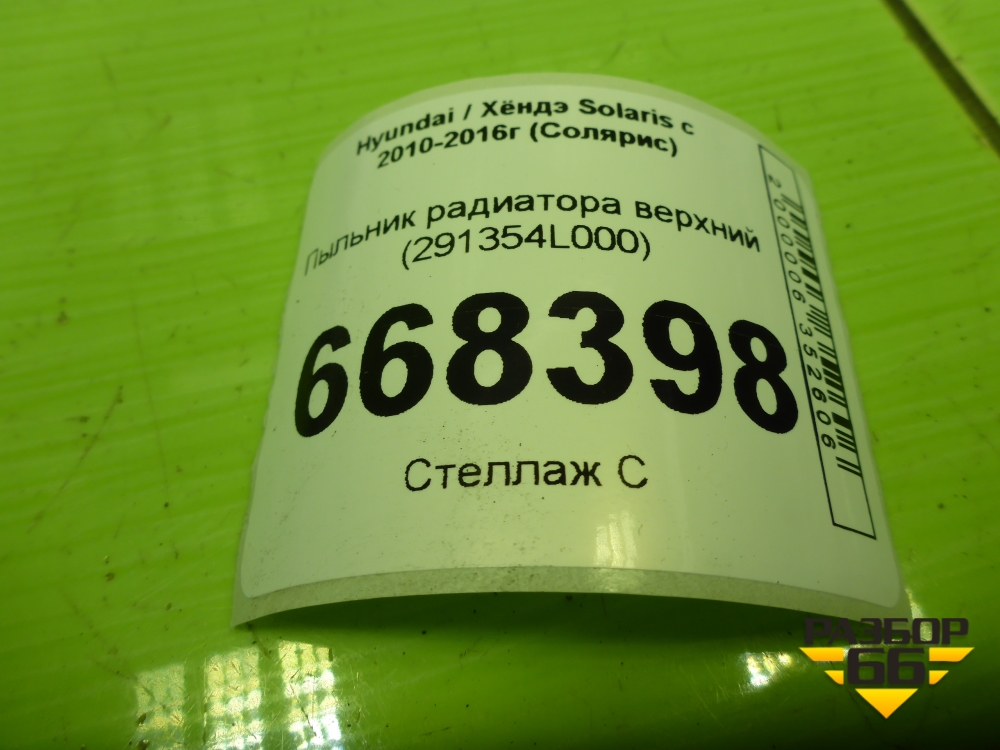 Hyundai / Хёндэ Solaris с
2010-2016г (Солярис)
Пыльник радиатора верхний
(291354L000)
668398
Стеллаж С
2000006352606
РАЗБОР
66